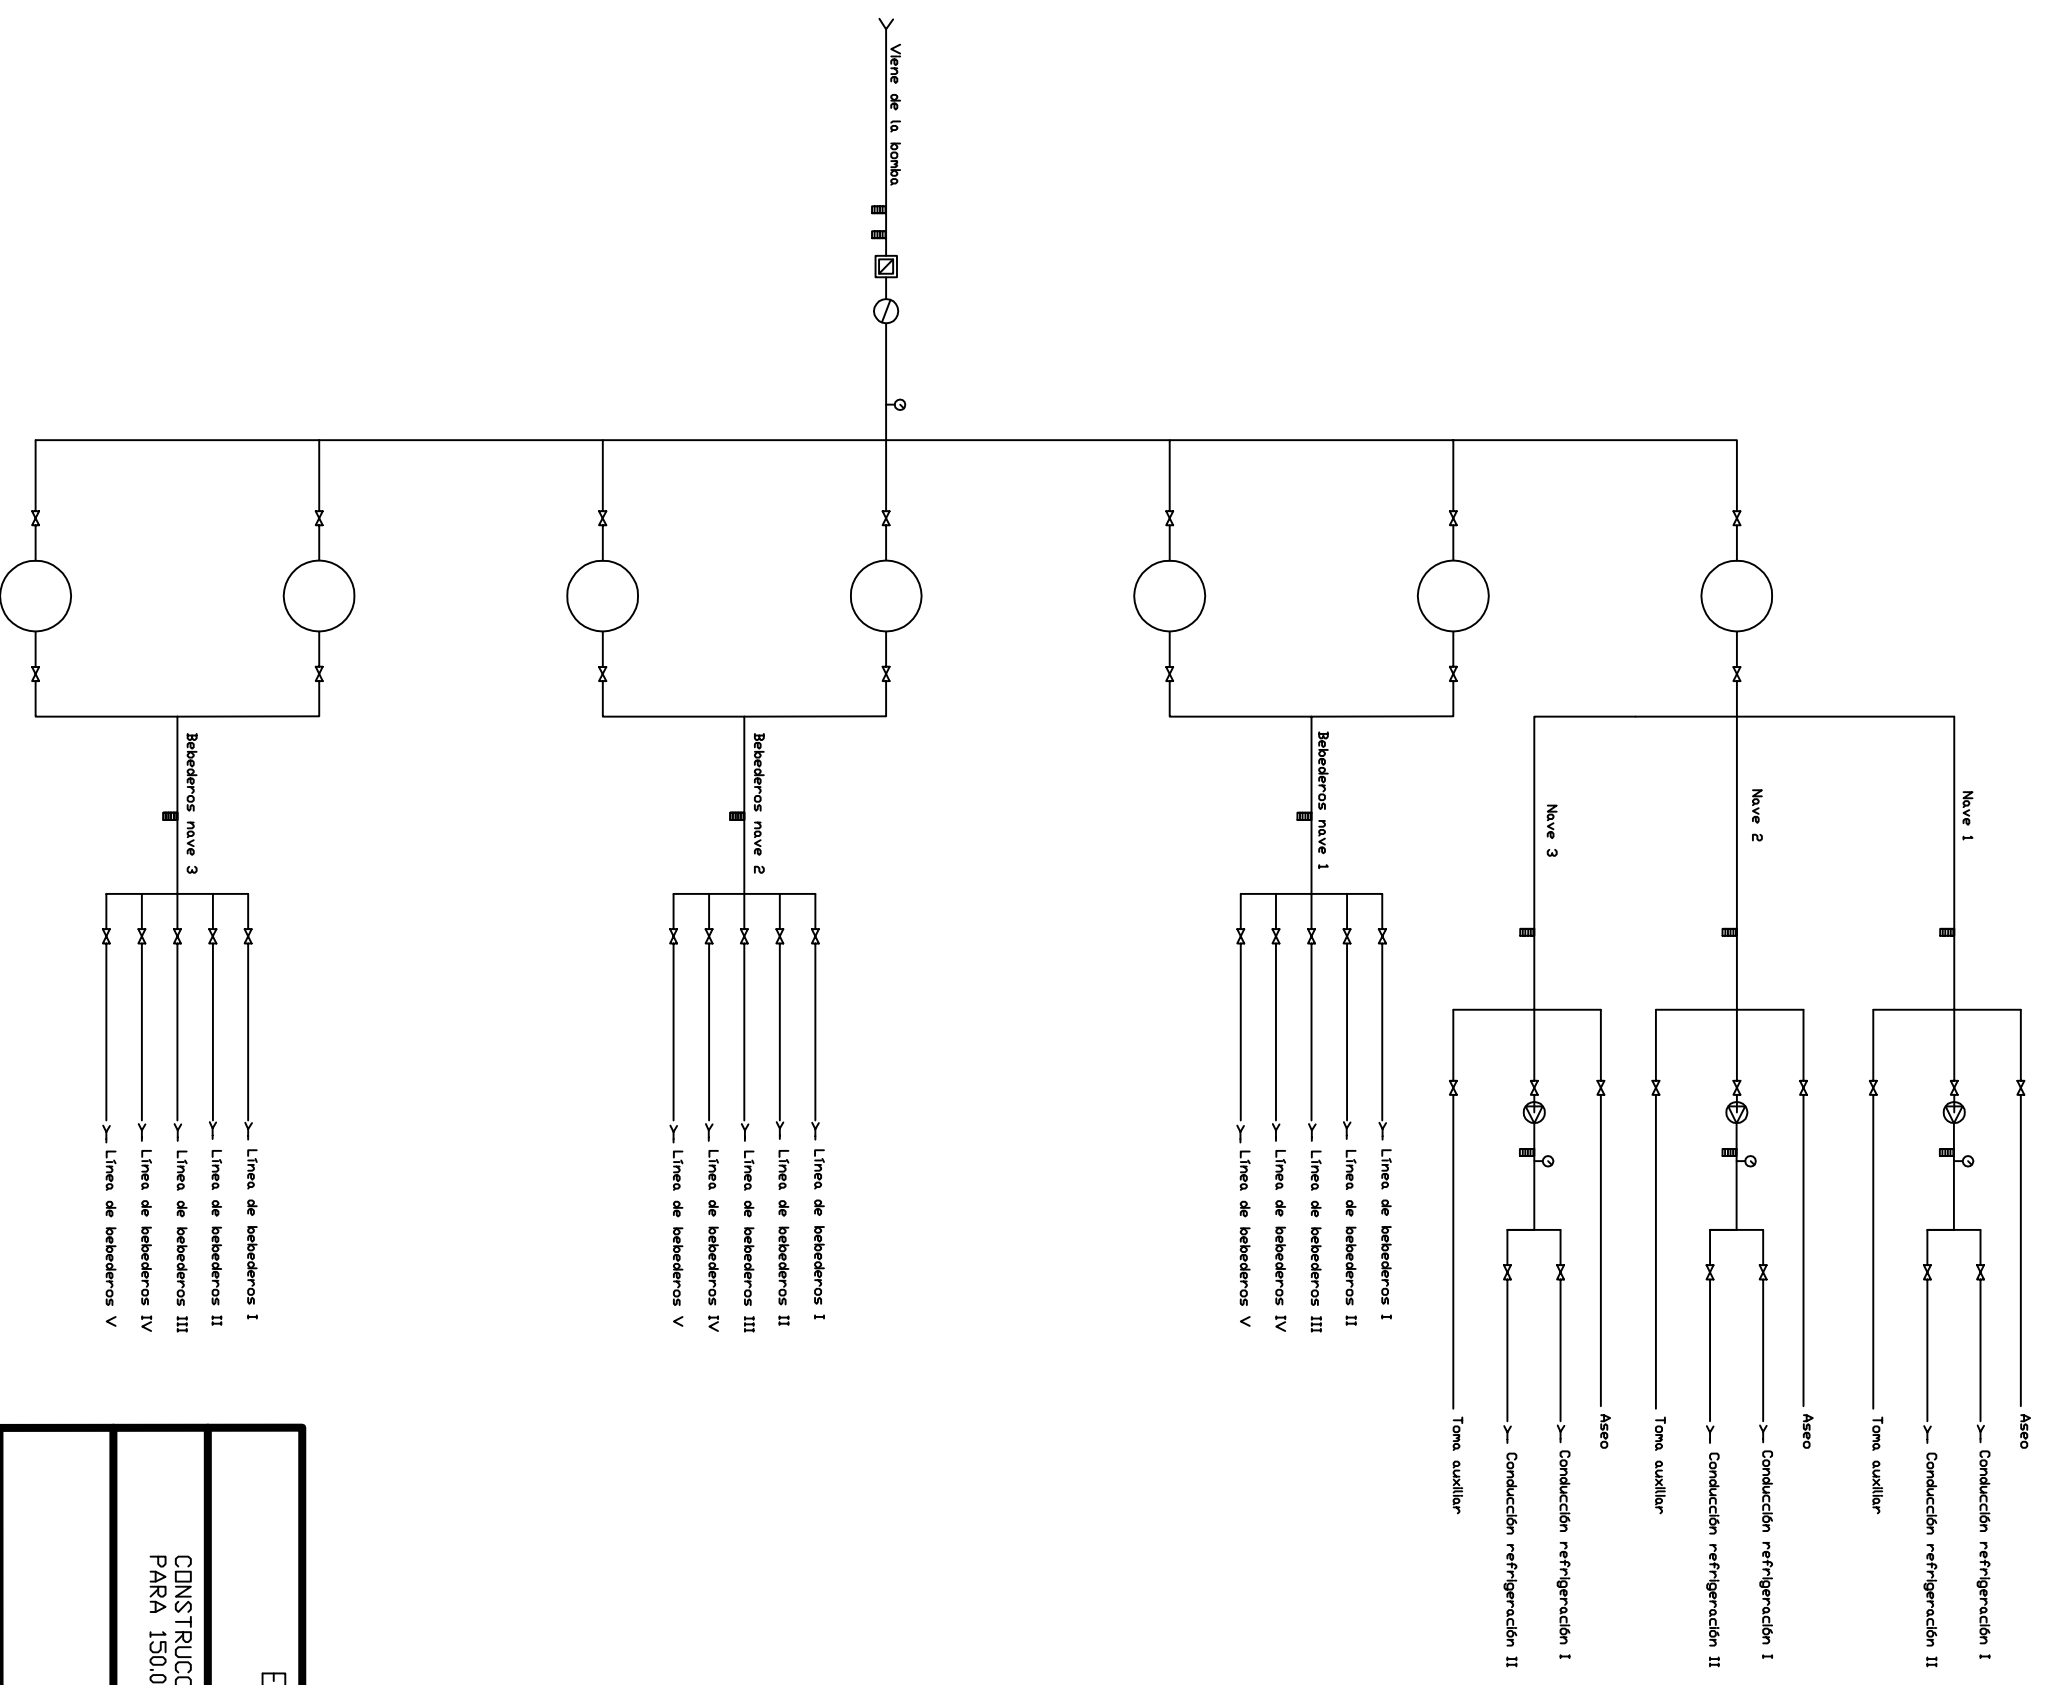 Aseo
Conducción refrigeración I
Nave 1
Conducción refrigeración II
Toma auxiliar
Aseo
Conducción refrigeración I
Nave 2
Conducción refrigeración II
Toma auxiliar
Aseo
Conducción refrigeración I
Nave 3
Conducción refrigeración II
Toma auxiliar
Bebederos nave 1
Línea de bebederos I
Línea de bebederos II
Línea de bebederos III
Línea de bebederos IV
Línea de bebederos V
Viene de la bomba
Bebederos nave 2
Línea de bebederos I
Línea de bebederos II
Línea de bebederos III
Línea de bebederos IV
Línea de bebederos V
Bebederos nave 3
Línea de bebederos I
Línea de bebederos II
Línea de bebederos III
Línea de bebederos IV
Línea de bebederos V
E
CONSTRUCC
PARA 150.0